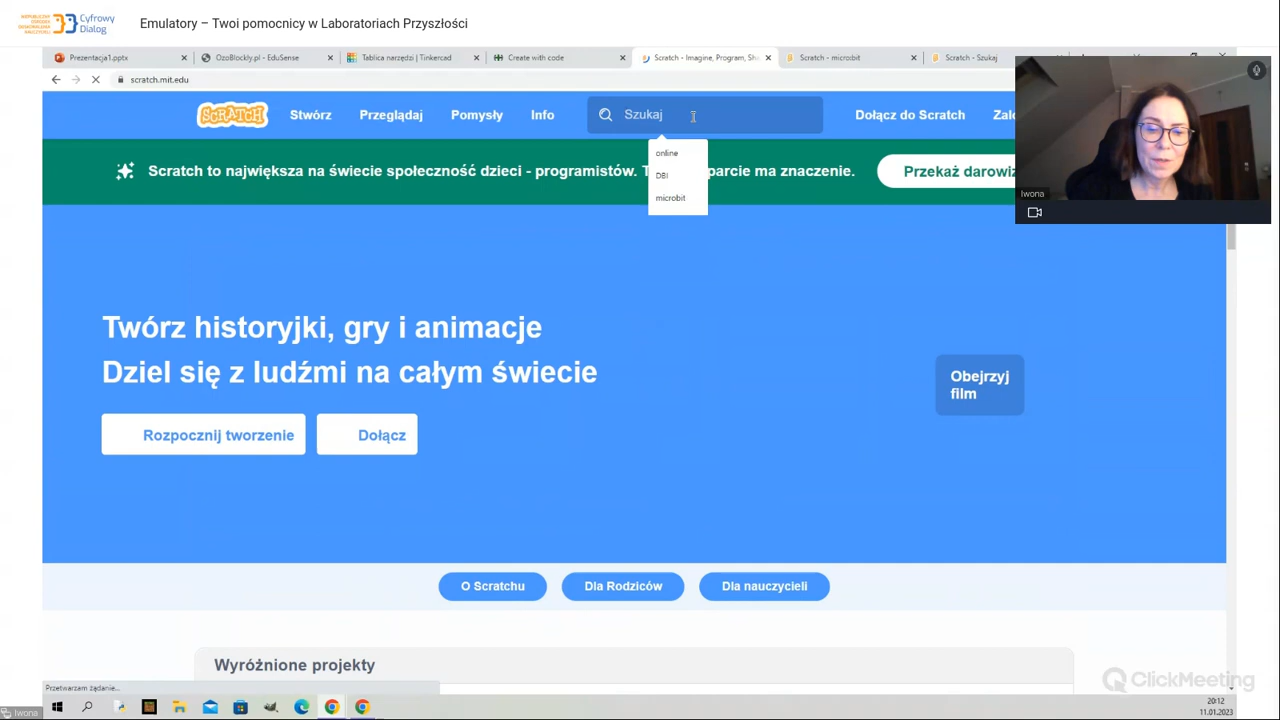 Cyfrowy
Dialog
Emulatory – Twoi pomocnicy w Laboratoriach Przyszłości
Prezentacja1.pptx
OzoBlockly.pl - EduSense
Tablica narzędzi | Tinkercad
Create with code
Scratch - Imagine, Program, Sh
Scratch - microbit
Scratch - Szukaj
scratch.mit.edu
SCRATCH
Stwórz
Przeglądaj
Pomysły
Info
Szukaj
Dołącz do Scratch
online
DBI
microbit
Scratch to największa na świecie społeczność dzieci - programistów.
parcie ma znaczenie.
Iwona
Twórz historyjki, gry i animacje
Dziel się z ludźmi na całym świecie
Obejrzyj
film
Rozpocznij tworzenie
Dołącz
O Scratchu
Dla Rodziców
Dla nauczycieli
Wyróżnione projekty
ClickMeeting
Przetwarzam żądanie...
20:12
11.01.2023
Iwona